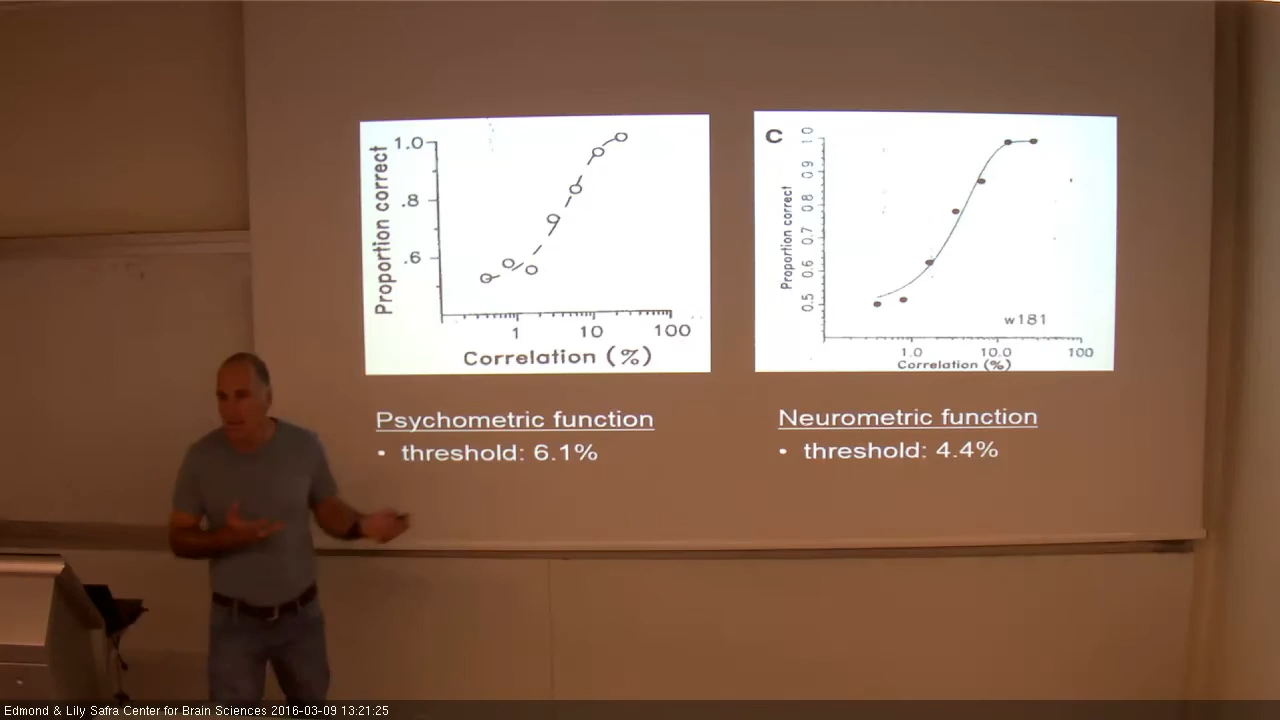 1.0
.8
.6
Proportion correct
1
10
100
Correlation (%)
C
1.0
0.9
0.8
0.7
0.6
0.5
Proportion correct
w181
1.0
10.0
100
Correlation (%)
Psychometric function
• threshold: 6.1%
Neurometric function
• threshold: 4.4%
Edmond & Lily Safra Center for Brain Sciences 2016-03-09 13:21:25